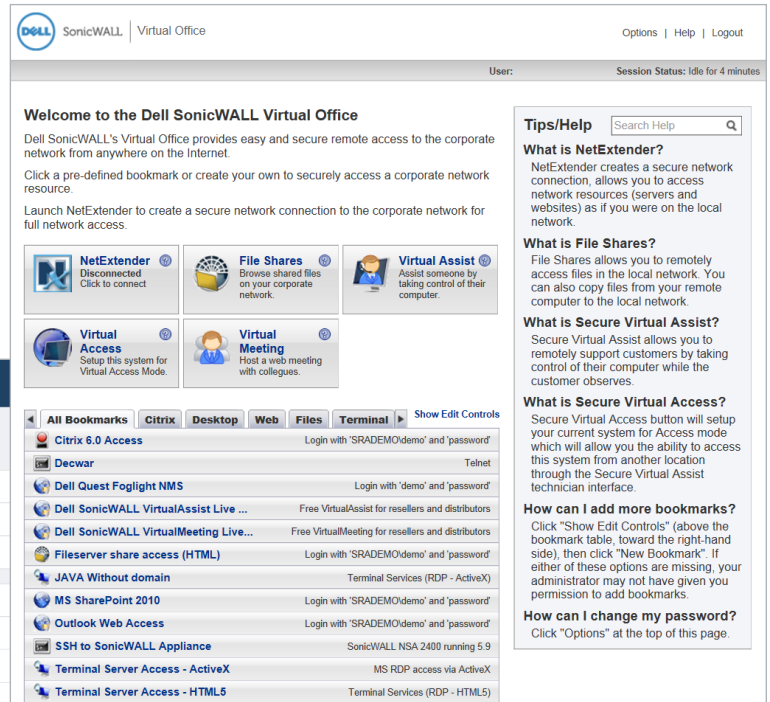 DELL SonicWALL | Virtual Office
Options | Help | Logout
User:
Session Status: Idle for 4 minutes
Welcome to the Dell SonicWALL Virtual Office
Dell SonicWALL's Virtual Office provides easy and secure remote access to the corporate
network from anywhere on the Internet.
Click a pre-defined bookmark or create your own to securely access a corporate network
resource.
Launch NetExtender to create a secure network connection to the corporate network for
full network access.
NetExtender
Disconnected
Click to connect
File Shares
Browse shared files
on your corporate
network.
Virtual Assist
Assist someone by
taking control of their
computer.
Virtual
Access
Setup this system for
Virtual Access Mode.
Virtual
Meeting
Host a web meeting
with collegues.
All Bookmarks Citrix Desktop Web Files Terminal
Show Edit Controls
Citrix 6.0 Access Login with 'SRADEMO\demo' and 'password'
Decwar Telnet
Dell Quest Foglight NMS Login with 'demo' and 'password'
Dell SonicWALL VirtualAssist Live ... Free VirtualAssist for resellers and distributors
Dell SonicWALL VirtualMeeting Live... Free VirtualMeeting for resellers and distributors
Fileserver share access (HTML) Login with 'SRADEMO\demo' and 'password'
JAVA Without domain Terminal Services (RDP - ActiveX)
MS SharePoint 2010 Login with 'SRADEMO\demo' and 'password'
Outlook Web Access Login with 'SRADEMO\demo' and 'password'
SSH to SonicWALL Appliance SonicWALL NSA 2400 running 5.9
Terminal Server Access - ActiveX MS RDP access via ActiveX
Terminal Server Access - HTML5 Terminal Services (RDP - HTML5)
Tips/Help
Search Help
What is NetExtender?
NetExtender creates a secure network
connection, allows you to access
network resources (servers and
websites) as if you were on the local
network.
What is File Shares?
File Shares allows you to remotely
access files in the local network. You
can also copy files from your remote
computer to the local network.
What is Secure Virtual Assist?
Secure Virtual Assist allows you to
remotely support customers by taking
control of their computer while the
customer observes.
What is Secure Virtual Access?
Secure Virtual Access button will setup
your current system for Access mode
which will allow you the ability to access
this system from another location
through the Secure Virtual Assist
technician interface.
How can I add more bookmarks?
Click "Show Edit Controls" (above the
bookmark table, toward the right-hand
side), then click "New Bookmark". If
either of these options are missing, your
administrator may not have given you
permission to add bookmarks.
How can I change my password?
Click "Options" at the top of this page.